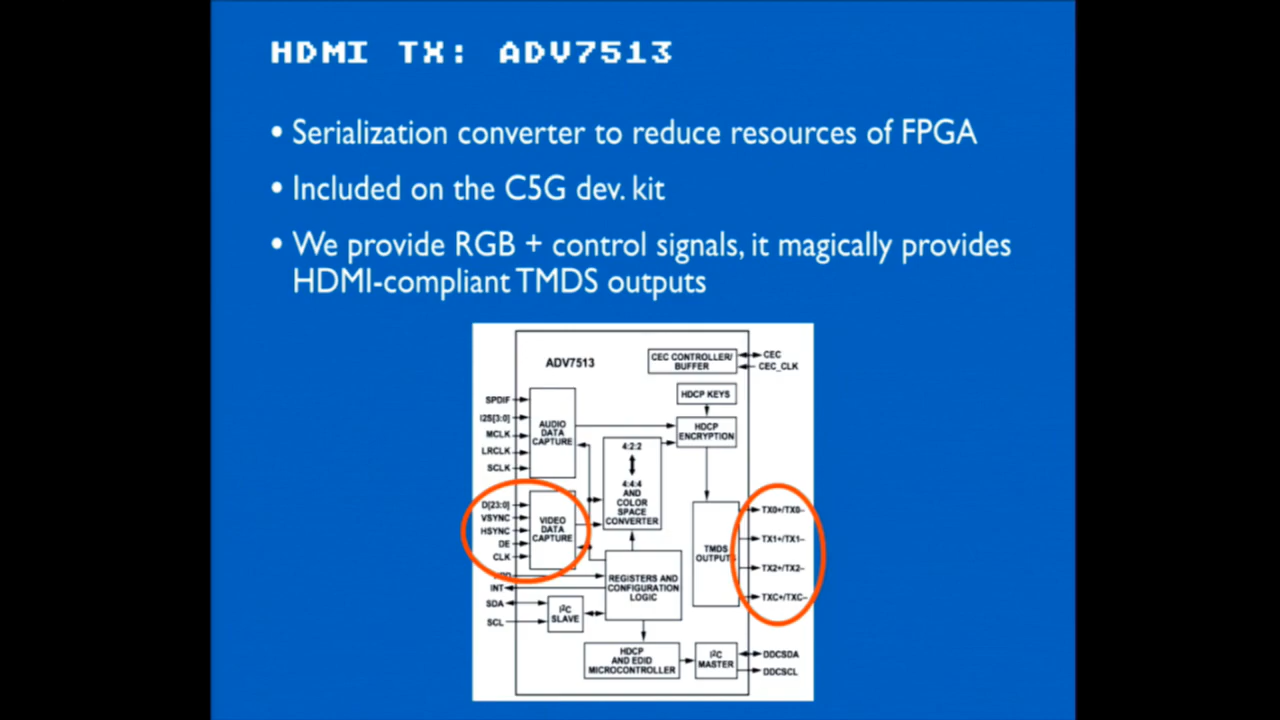 HDMI TX: ADV7513
• Serialization converter to reduce resources of FPGA
• Included on the C5G dev. kit
• We provide RGB + control signals, it magically provides
HDMI-compliant TMDS outputs
ADV7513
CEC CONTROLLER/
BUFFER
CEC
CEC_CLK
HDCP KEYS
HDCP
ENCRYPTION
SPDIF
I2S[3:0]
MCLK
LRCLK
SCLK
AUDIO
DATA
CAPTURE
4:2:2
4:4:4
AND
COLOR
SPACE
CONVERTER
D[23:0]
VSYNC
HSYNC
DE
CLK
VIDEO
DATA
CAPTURE
TMDS
OUTPUTS
TX0+/TX0–
TX1+/TX1–
TX2+/TX2–
TXC+/TXC–
INT
SDA
SCL
I²C
SLAVE
REGISTERS AND
CONFIGURATION
LOGIC
HDCP
AND EDID
MICROCONTROLLER
I²C
MASTER
DDCSDA
DDCSCL